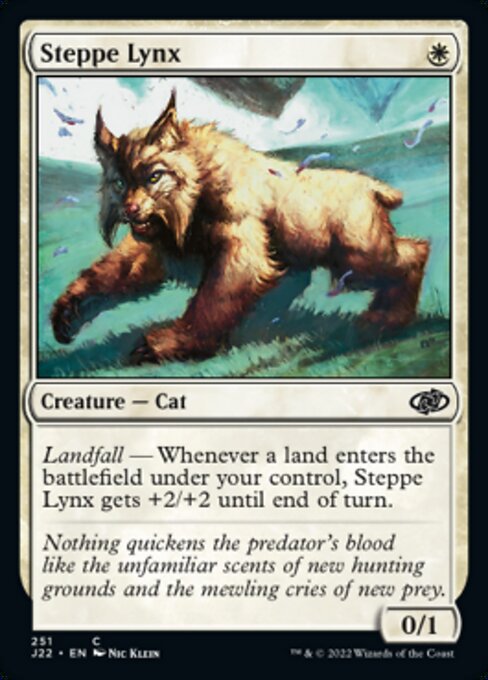 Steppe Lynx
Creature — Cat
Landfall — Whenever a land enters the
battlefield under your control, Steppe
Lynx gets +2/+2 until end of turn.
Nothing quickens the predator's blood
like the unfamiliar scents of new hunting
grounds and the mewling cries of new prey.
0/1
251 C
J22 • EN Nic Klein
™ & © 2022 Wizards of the Coast